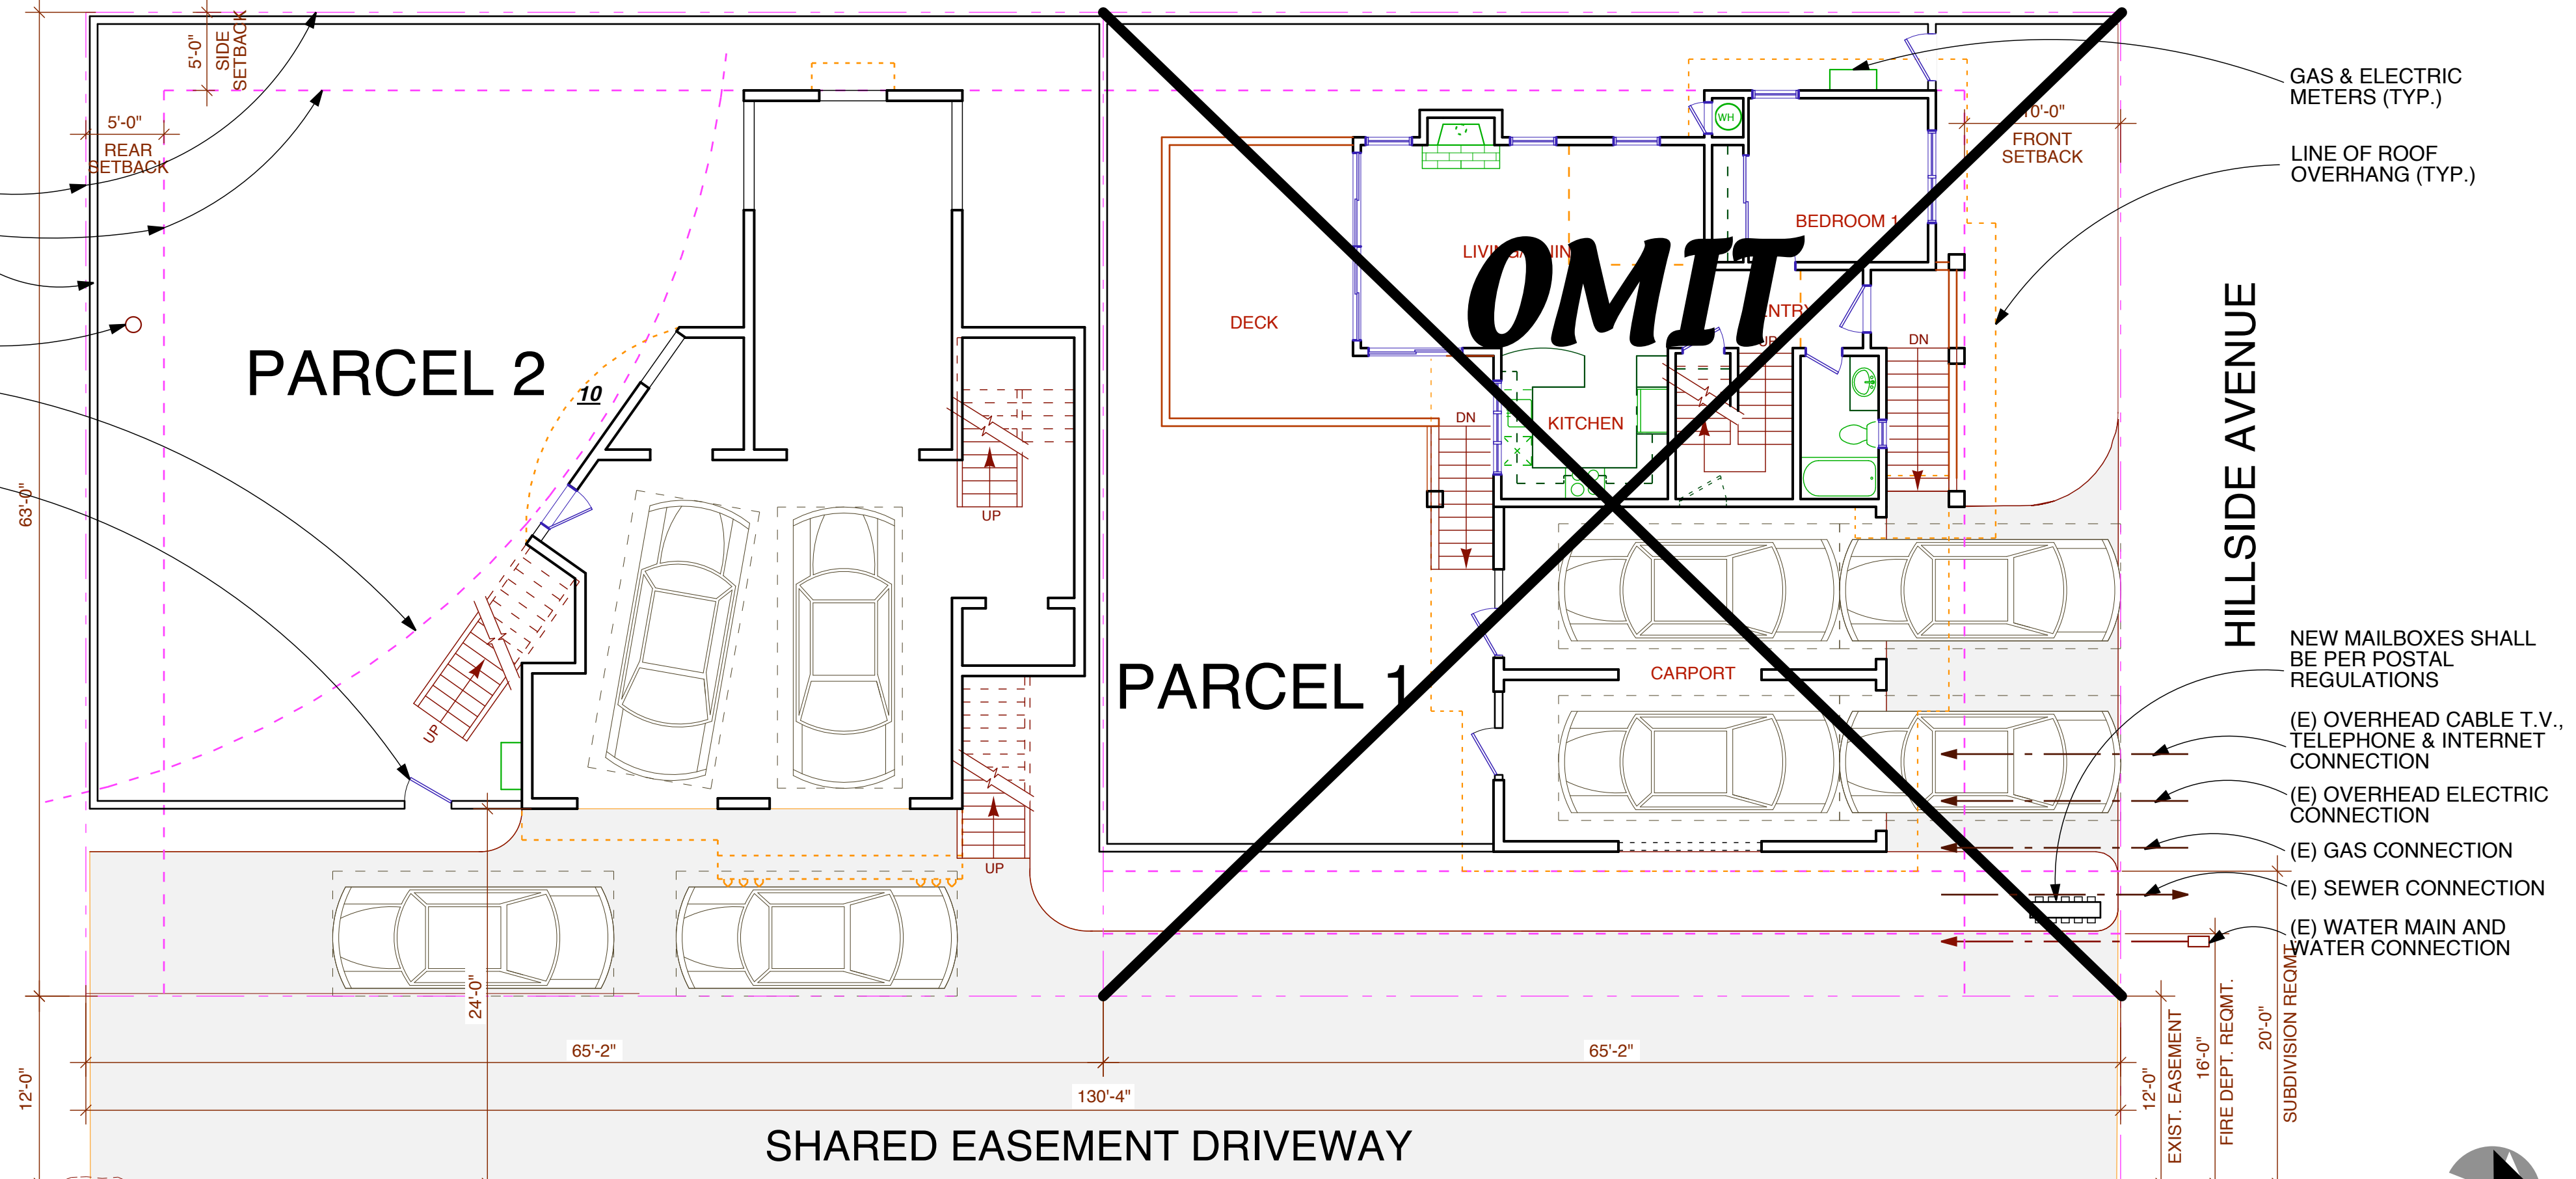 5'-0"
SIDE
SETBACK
5'-0"
REAR
SETBACK
PARCEL 2
10
63'-0"
UP
UP
UP
24'-0"
12'-0"
65'-2"
65'-2"
130'-4"
SHARED EASEMENT DRIVEWAY
PARCEL 1
DECK
OMIT
BEDROOM 1
WH
UP
DN
DN
KITCHEN
CARPORT
FRONT
SETBACK
HILLSIDE AVENUE
GAS & ELECTRIC
METERS (TYP.)
LINE OF ROOF
OVERHANG (TYP.)
NEW MAILBOXES SHALL
BE PER POSTAL
REGULATIONS
(E) OVERHEAD CABLE T.V.,
TELEPHONE & INTERNET
CONNECTION
(E) OVERHEAD ELECTRIC
CONNECTION
(E) GAS CONNECTION
(E) SEWER CONNECTION
(E) WATER MAIN AND
WATER CONNECTION
12'-0"
EXIST. EASEMENT
16'-0"
FIRE DEPT. REQMT.
20'-0"
SUBDIVISION REQMT.